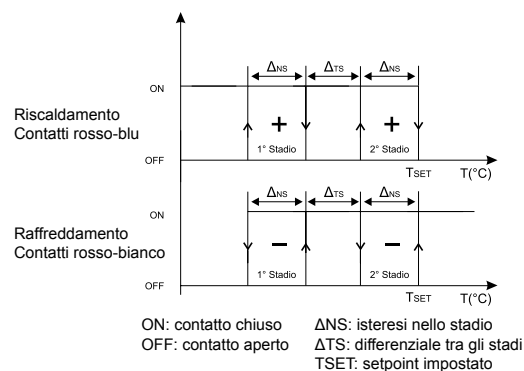 ΔNS ΔTS ΔNS
ON
Riscaldamento
Contatti rosso-blu
+ +
1° Stadio 2° Stadio
OFF
TSET T(°C)
ΔNS ΔTS ΔNS
ON
Raffreddamento
Contatti rosso-bianco
− −
1° Stadio 2° Stadio
OFF
TSET T(°C)
ON: contatto chiuso ΔNS: isteresi nello stadio
OFF: contatto aperto ΔTS: differenziale tra gli stadi
TSET: setpoint impostato